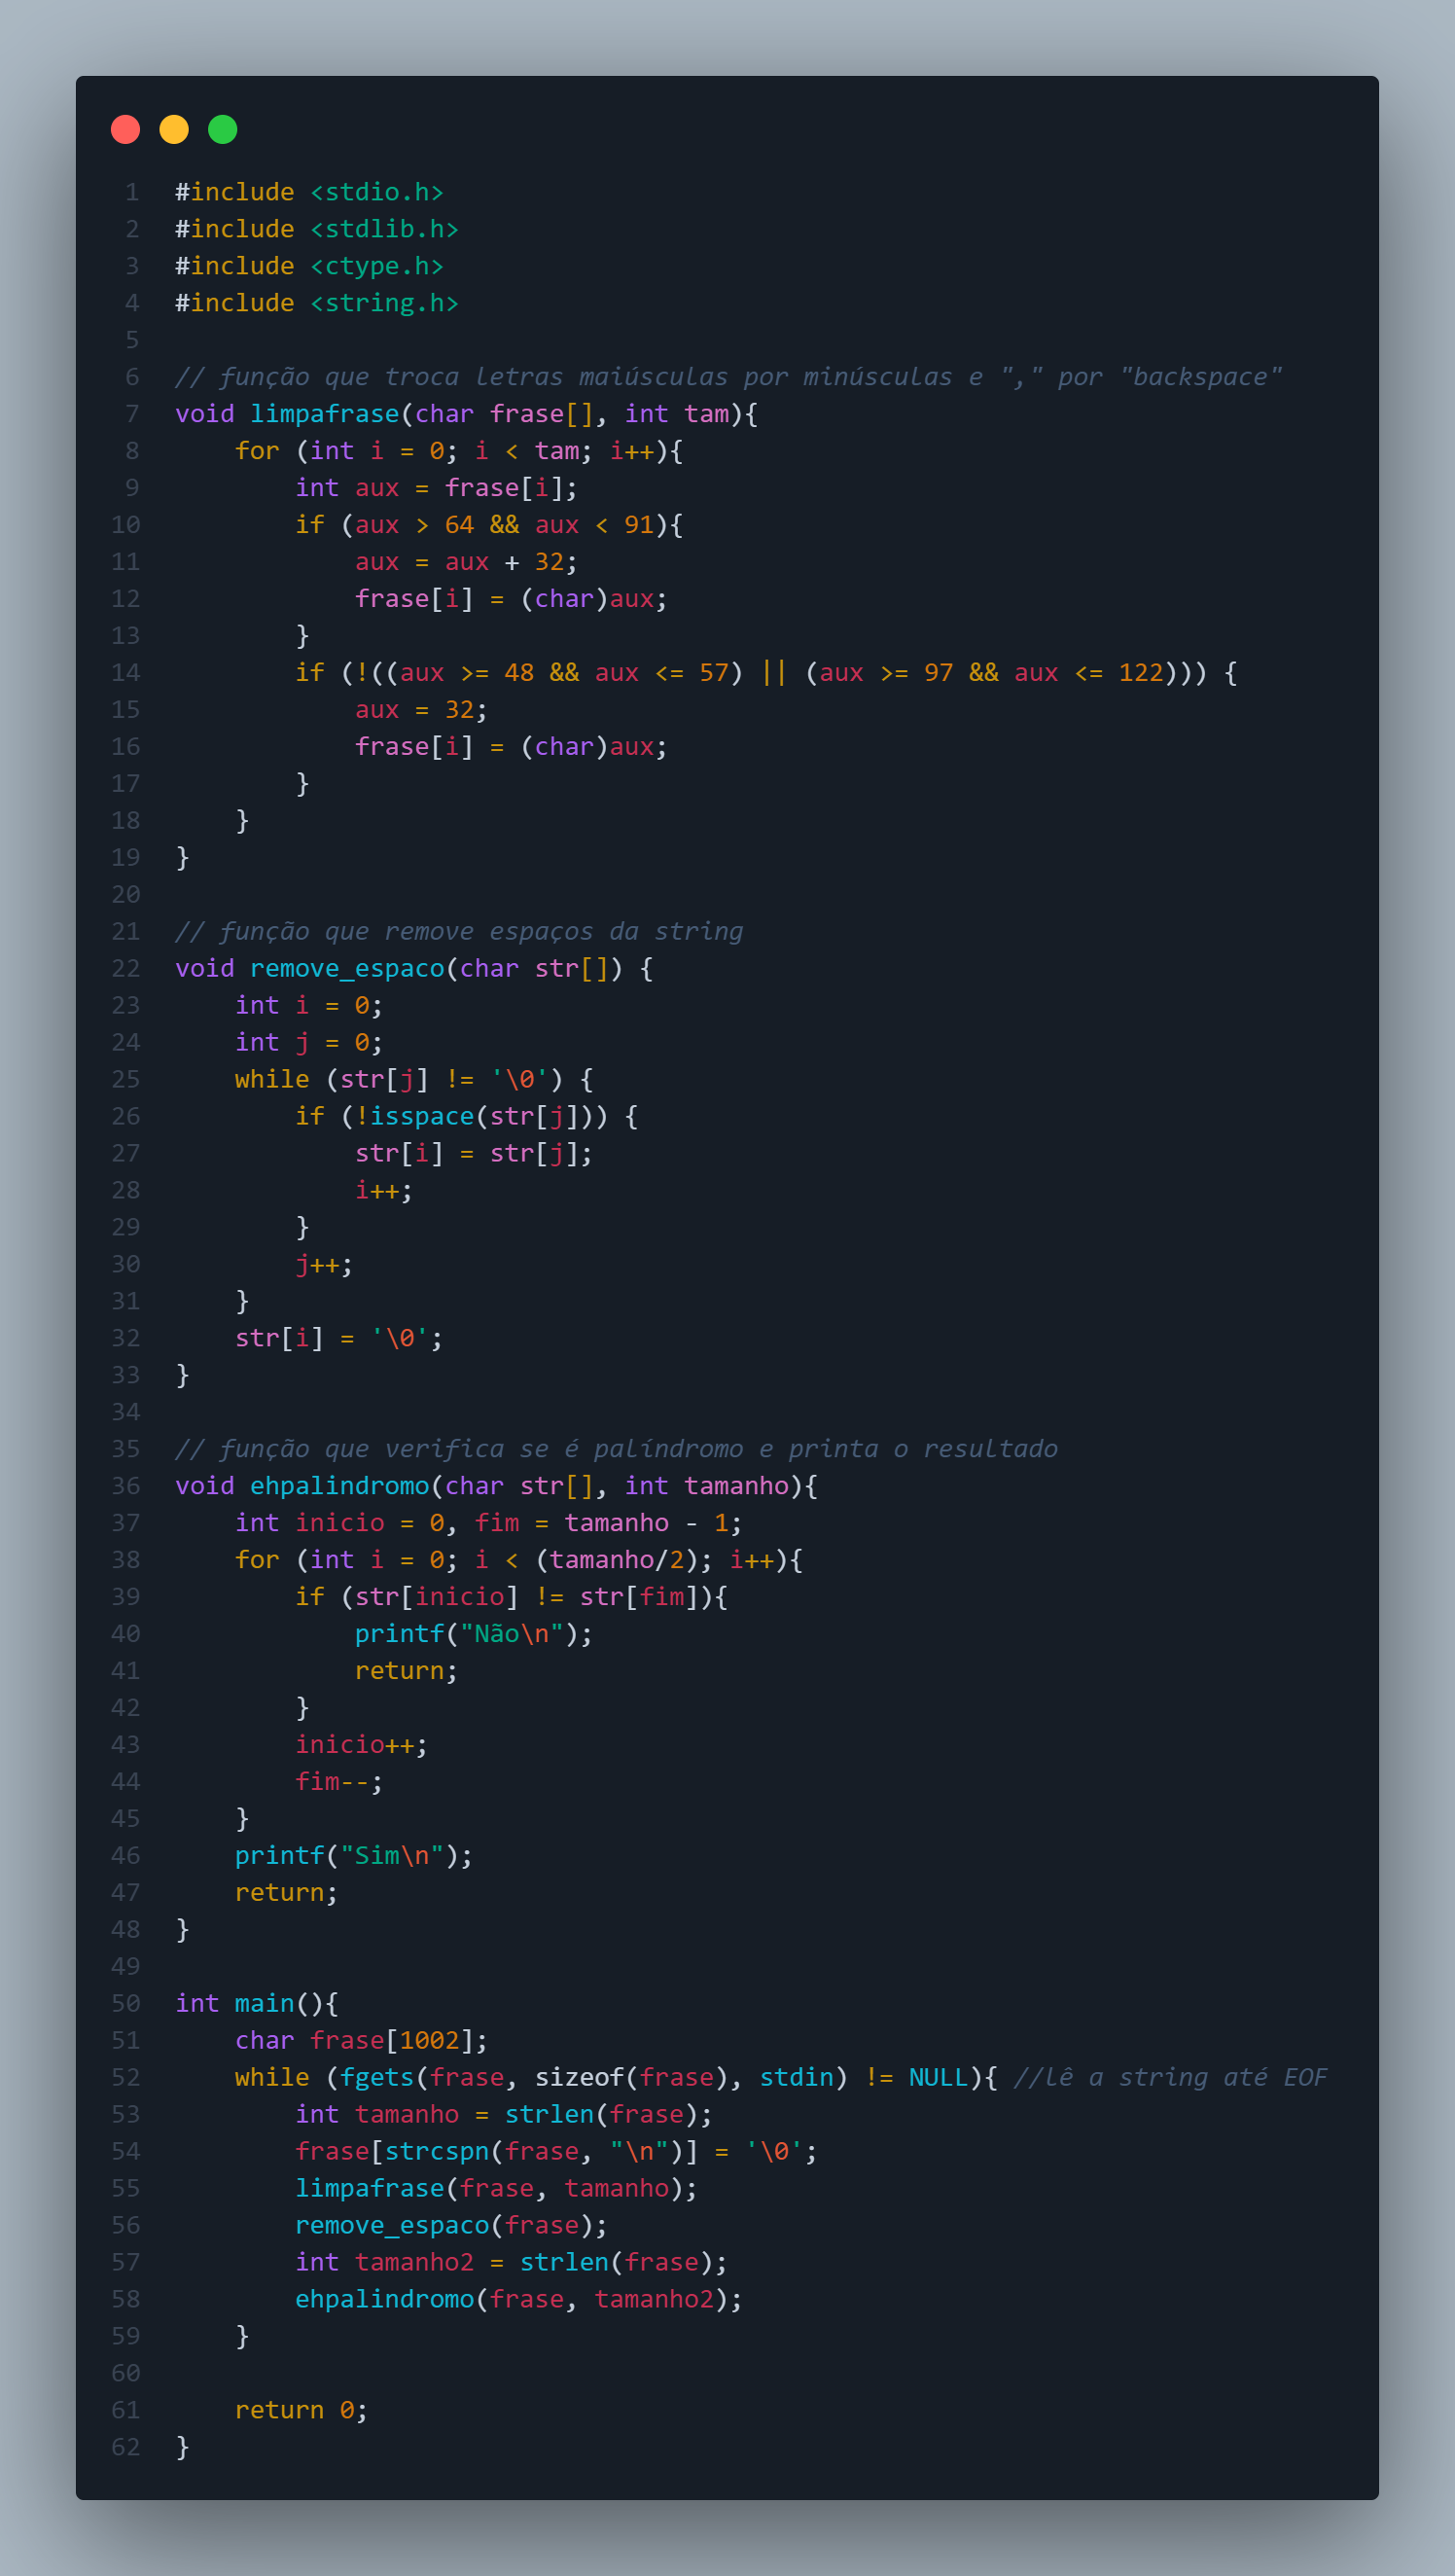 1 #include <stdio.h>
2 #include <stdlib.h>
3 #include <ctype.h>
4 #include <string.h>
5
6 // função que troca letras maiúsculas por minúsculas e "," por "backspace"
7 void limpafrase(char frase[], int tam){
8     for (int i = 0; i < tam; i++){
9         int aux = frase[i];
10         if (aux > 64 && aux < 91){
11             aux = aux + 32;
12             frase[i] = (char)aux;
13         }
14         if (!((aux >= 48 && aux <= 57) || (aux >= 97 && aux <= 122))) {
15             aux = 32;
16             frase[i] = (char)aux;
17         }
18     }
19 }
20
21 // função que remove espaços da string
22 void remove_espaco(char str[]) {
23     int i = 0;
24     int j = 0;
25     while (str[j] != '\0') {
26         if (!isspace(str[j])) {
27             str[i] = str[j];
28             i++;
29         }
30         j++;
31     }
32     str[i] = '\0';
33 }
34
35 // função que verifica se é palíndromo e printa o resultado
36 void ehpalindromo(char str[], int tamanho){
37     int inicio = 0, fim = tamanho - 1;
38     for (int i = 0; i < (tamanho/2); i++){
39         if (str[inicio] != str[fim]){
40             printf("Não\n");
41             return;
42         }
43         inicio++;
44         fim--;
45     }
46     printf("Sim\n");
47     return;
48 }
49
50 int main(){
51     char frase[1002];
52     while (fgets(frase, sizeof(frase), stdin) != NULL){ //lê a string até EOF
53         int tamanho = strlen(frase);
54         frase[strcspn(frase, "\n")] = '\0';
55         limpafrase(frase, tamanho);
56         remove_espaco(frase);
57         int tamanho2 = strlen(frase);
58         ehpalindromo(frase, tamanho2);
59     }
60
61     return 0;
62 }